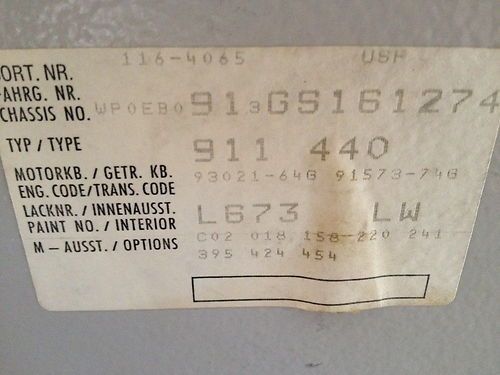 116-4065 USA
ORT. NR.
AHRG. NR.
CHASSIS NO. WP0EB0913GS161274
TYP / TYPE 911 440
MOTORKB. / GETR. KB. 93021-64G 91573-74G
ENG. CODE/TRANS. CODE
LACKNR. / INNENAUSST. L673 LW
PAINT NO. / INTERIOR C02 018 158 220 241
M – AUSST. / OPTIONS 395 424 454